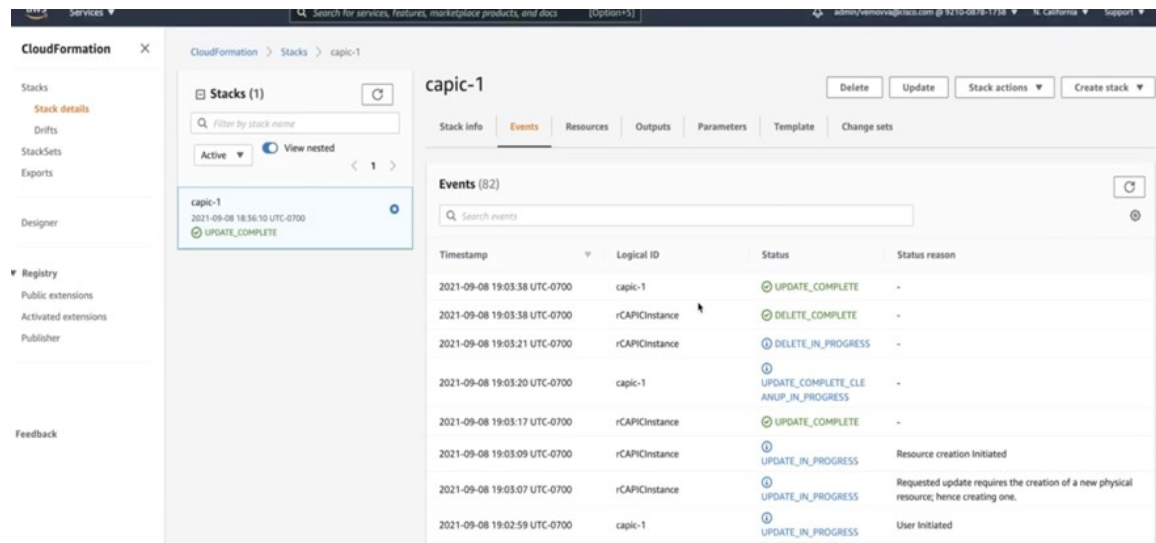 aws Services ▼ Search for services, features, marketplace products, and docs [Option+S] admin/vemovva@cisco.com @ 9210-0878-1738 ▼ N. California ▼ Support ▼
CloudFormation ×
Stacks
Stack details
Drifts
StackSets
Exports
Designer
Registry
Public extensions
Activated extensions
Publisher
Feedback
CloudFormation > Stacks > capic-1
Stacks (1)
Filter by stack name
Active ▼ View nested
< 1 >
capic-1
2021-09-08 18:36:10 UTC-0700
UPDATE_COMPLETE
capic-1
Delete Update Stack actions ▼ Create stack ▼
Stack info Events Resources Outputs Parameters Template Change sets
Events (82)
Search events
Timestamp Logical ID Status Status reason
2021-09-08 19:03:38 UTC-0700 capic-1 UPDATE_COMPLETE -
2021-09-08 19:03:38 UTC-0700 rCAPICInstance DELETE_COMPLETE -
2021-09-08 19:03:21 UTC-0700 rCAPICInstance DELETE_IN_PROGRESS -
2021-09-08 19:03:20 UTC-0700 capic-1 UPDATE_COMPLETE_CLE
ANUP_IN_PROGRESS -
2021-09-08 19:03:17 UTC-0700 rCAPICInstance UPDATE_COMPLETE -
2021-09-08 19:03:09 UTC-0700 rCAPICInstance UPDATE_IN_PROGRESS Resource creation Initiated
2021-09-08 19:03:07 UTC-0700 rCAPICInstance UPDATE_IN_PROGRESS Requested update requires the creation of a new physical
resource; hence creating one.
2021-09-08 19:02:59 UTC-0700 capic-1 UPDATE_IN_PROGRESS User Initiated